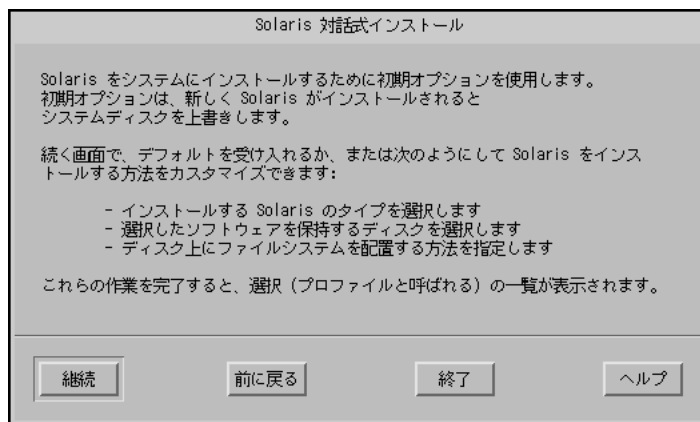 Solaris 対話式インストール
Solaris をシステムにインストールするために初期オプションを使用します。
初期オプションは、新しく Solaris がインストールされると
システムディスクを上書きします。
続く画面で、デフォルトを受け入れるか、または次のようにして Solaris をインス
トールする方法をカスタマイズできます:
- インストールする Solaris のタイプを選択します
- 選択したソフトウェアを保持するディスクを選択します
- ディスク上にファイルシステムを配置する方法を指定します
これらの作業を完了すると、選択（プロファイルと呼ばれる）の一覧が表示されます。
継続 前に戻る 終了 ヘルプ